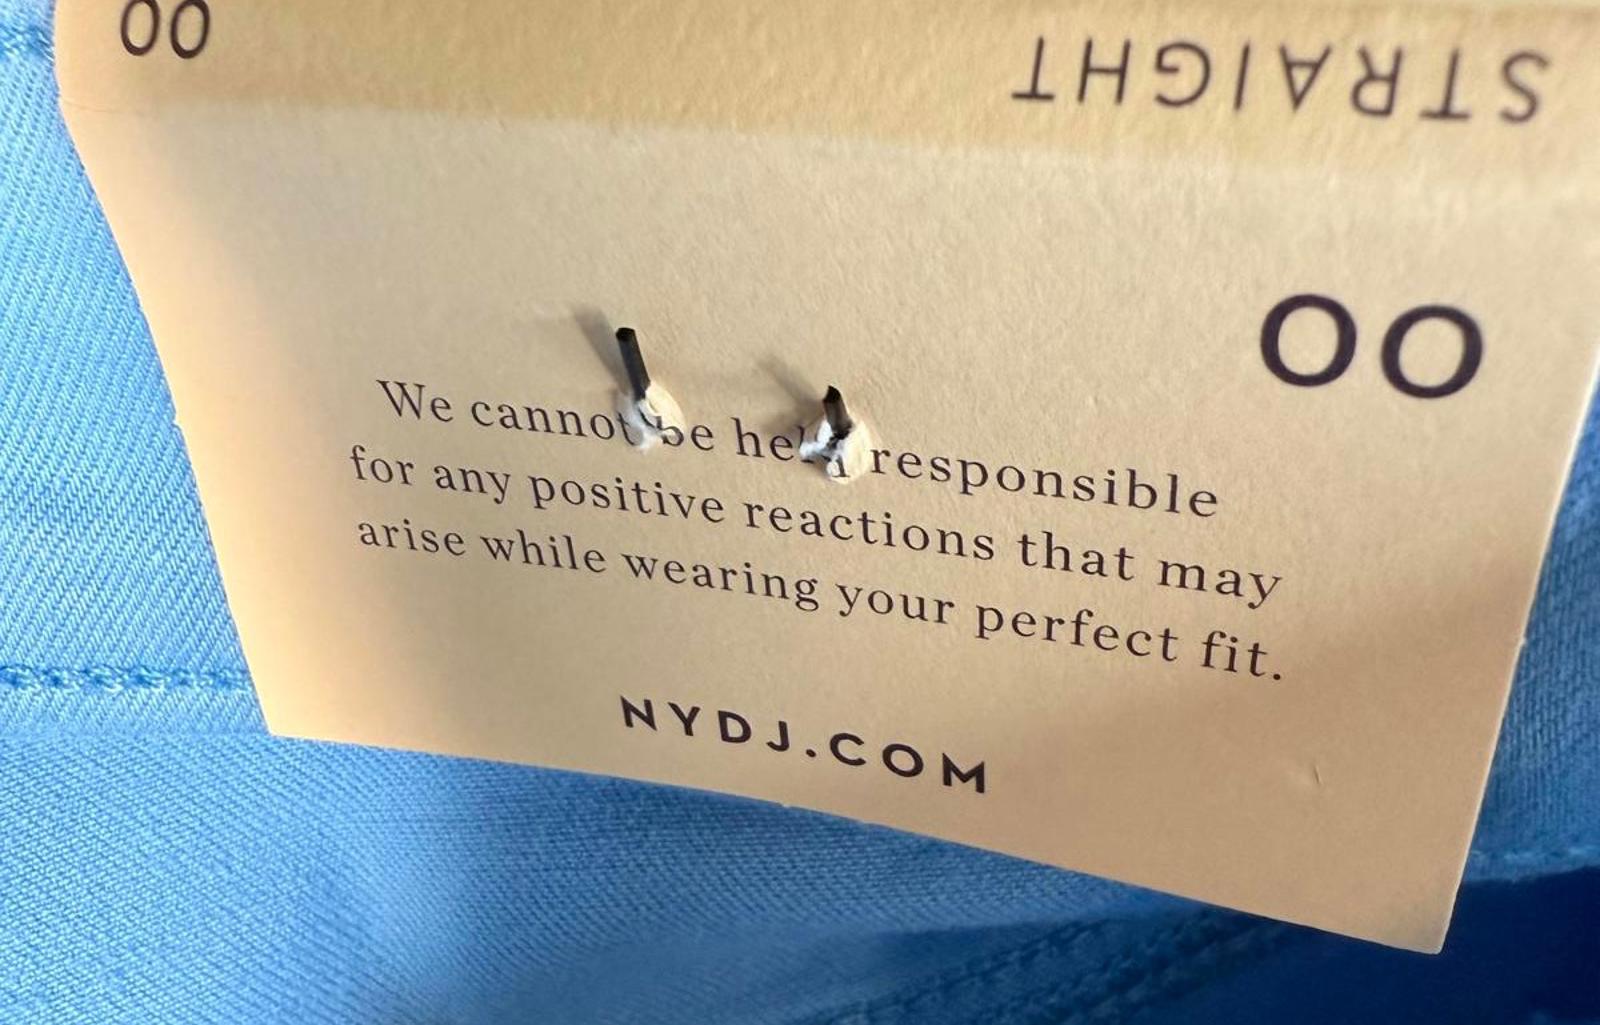 00
STRAIGHT
00
We cannot be held responsible
for any positive reactions that may
arise while wearing your perfect fit.
NYDJ.COM